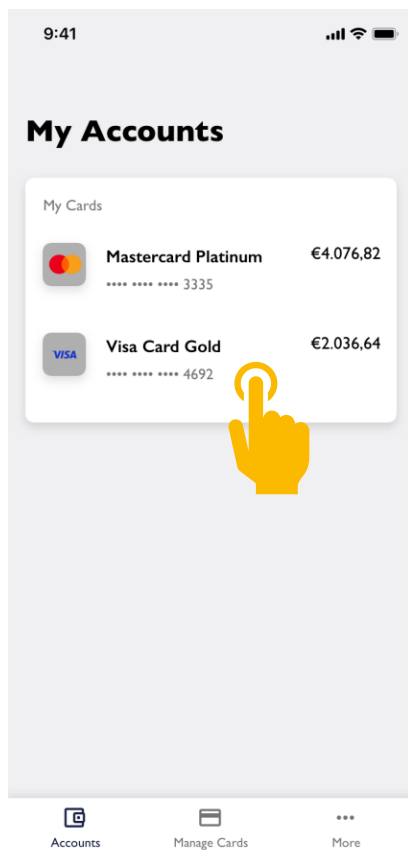 9:41
My Accounts
My Cards
Mastercard Platinum €4.076,82
•••• •••• •••• 3335
VISA Visa Card Gold €2.036,64
•••• •••• •••• 4692
Accounts Manage Cards More